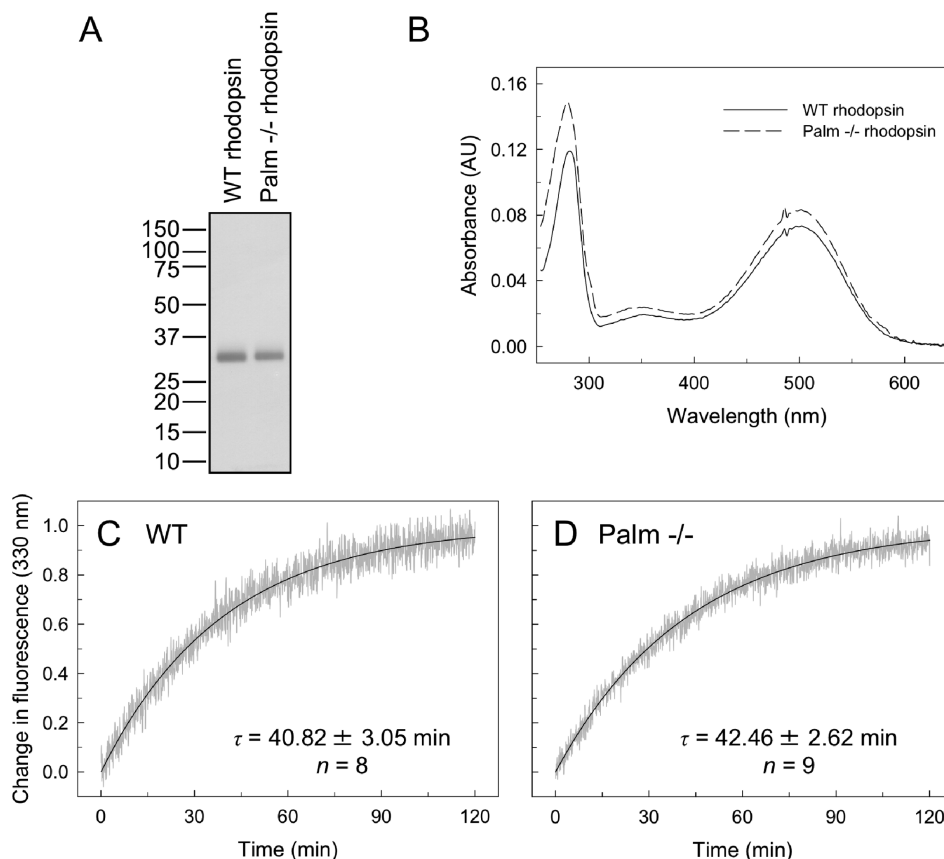 A
WT rhodopsin
Palm -/- rhodopsin
150
100
75
50
37
25
20
15
10
B
Absorbance (AU)
0.16
0.12
0.08
0.04
0.00
WT rhodopsin
Palm -/- rhodopsin
300
400
500
600
Wavelength (nm)
Change in fluorescence (330 nm)
1.0
0.8
0.6
0.4
0.2
0.0
C WT
τ = 40.82 ± 3.05 min
n = 8
0
30
60
90
120
Time (min)
D Palm -/-
τ = 42.46 ± 2.62 min
n = 9
0
30
60
90
120
Time (min)